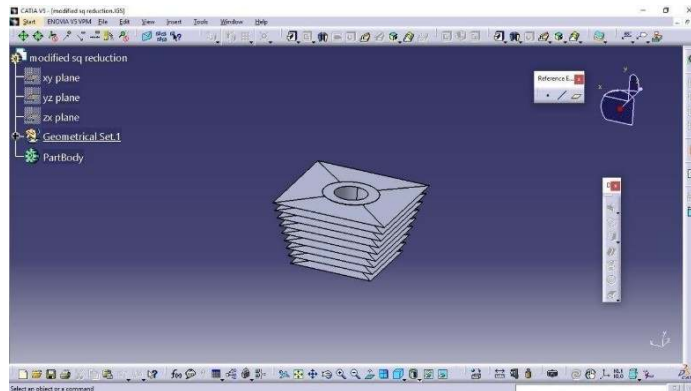 CATIA V5 - [modified sq reduction.IGS]
Start ENOVIA V5 VPM File Edit View Insert Tools Window Help
modified sq reduction
xy plane
yz plane
zx plane
Geometrical Set.1
PartBody
Reference E...
Select an object or a command